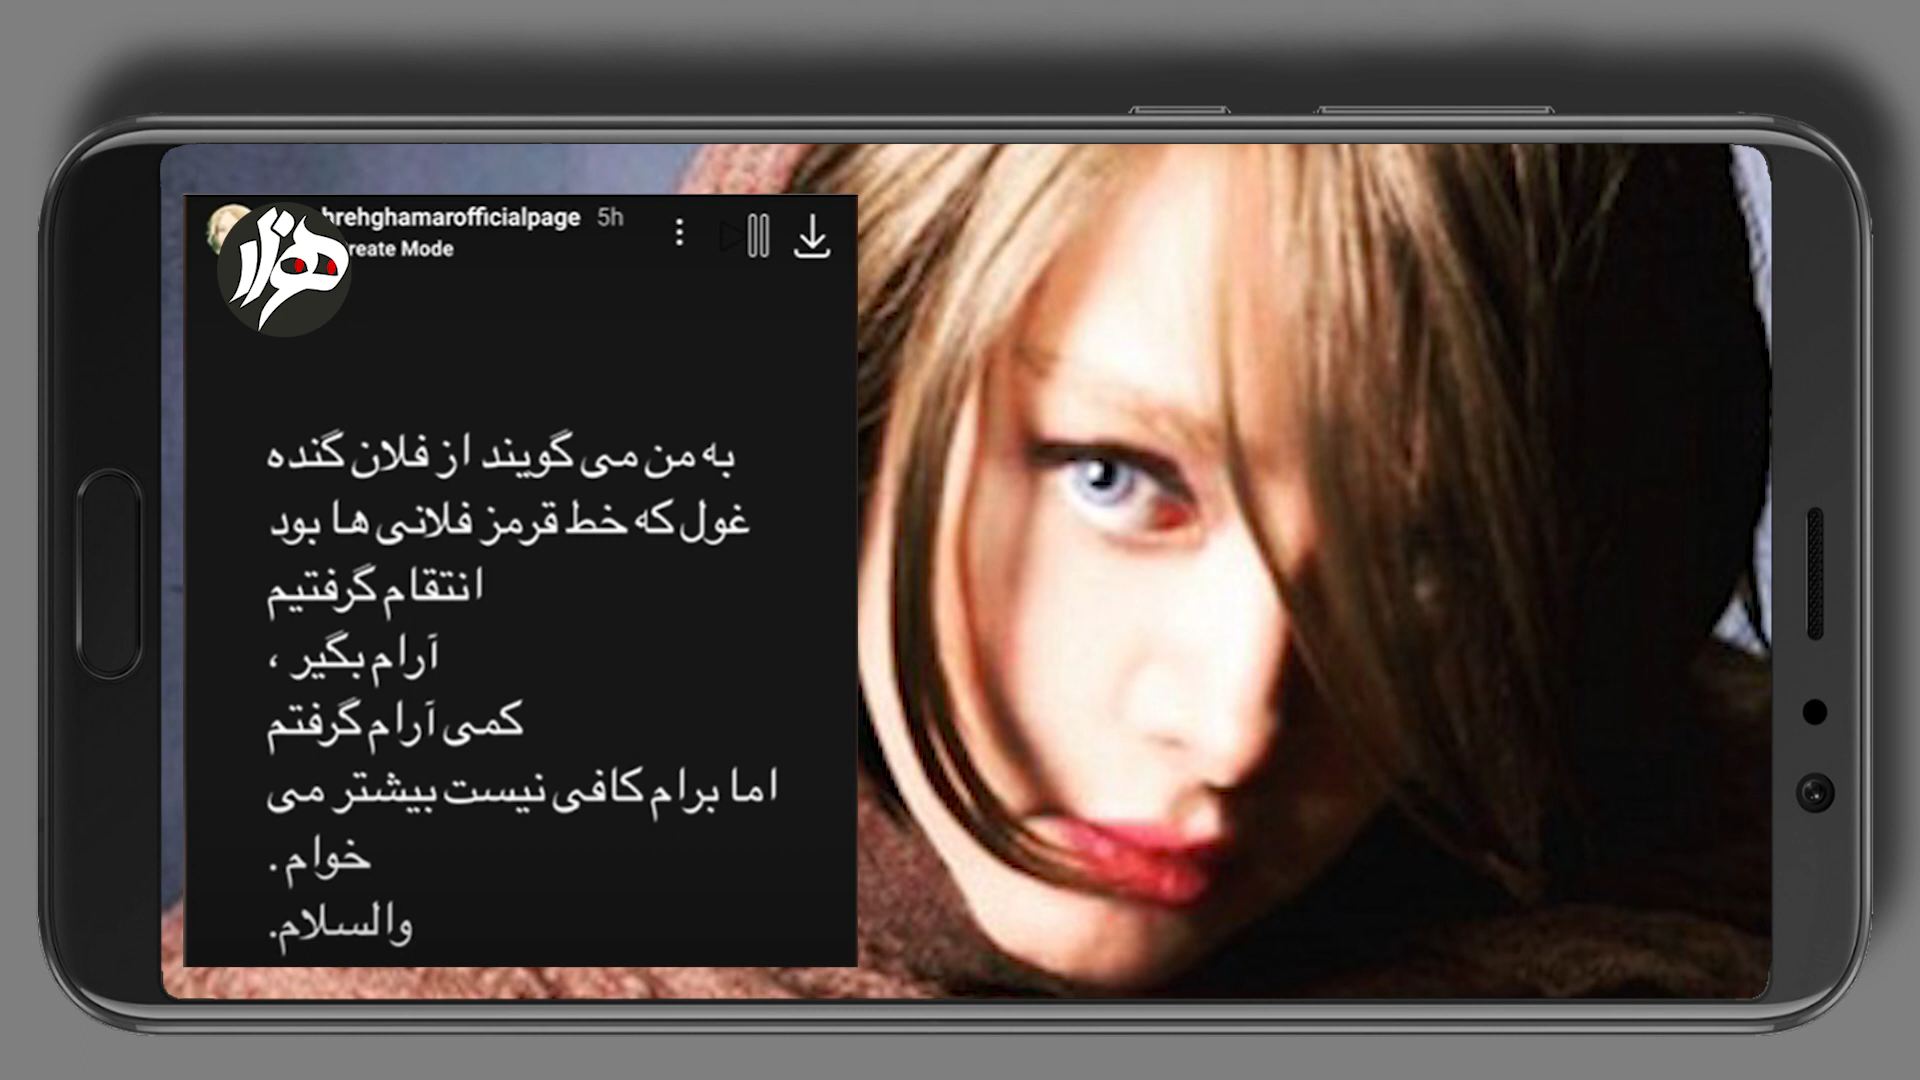 هزار
hrehghamarofficialpage 5h
reate Mode
به من می گویند از فلان گنده
غول که خط قرمز فلانی ها بود
انتقام گرفتیم
آرام بگیر ،
کمی آرام گرفتم
اما برام کافی نیست بیشتر می
خوام .
والسلام.